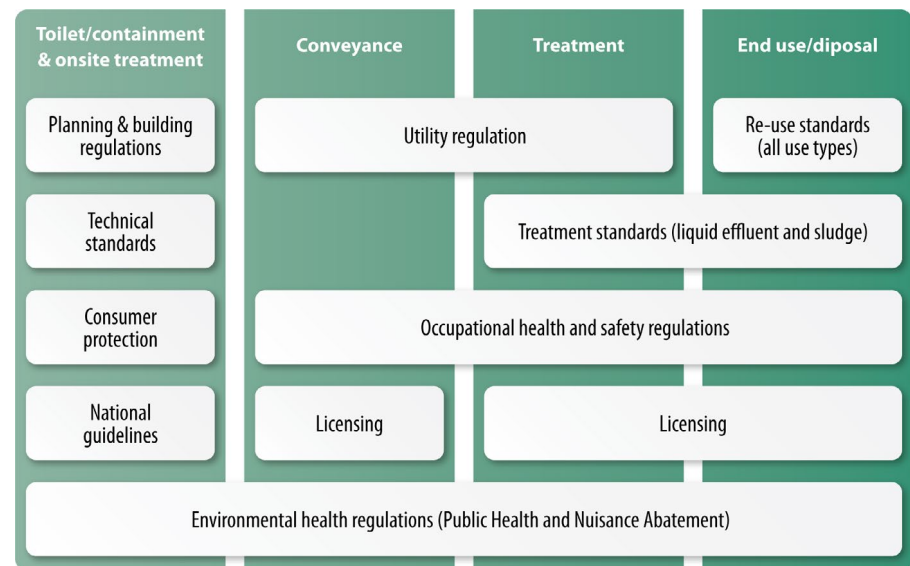 Toilet/containment
& onsite treatment
Conveyance
Treatment
End use/diposal
Planning & building
regulations
Utility regulation
Re-use standards
(all use types)
Technical
standards
Treatment standards (liquid effluent and sludge)
Consumer
protection
Occupational health and safety regulations
National
guidelines
Licensing
Licensing
Environmental health regulations (Public Health and Nuisance Abatement)